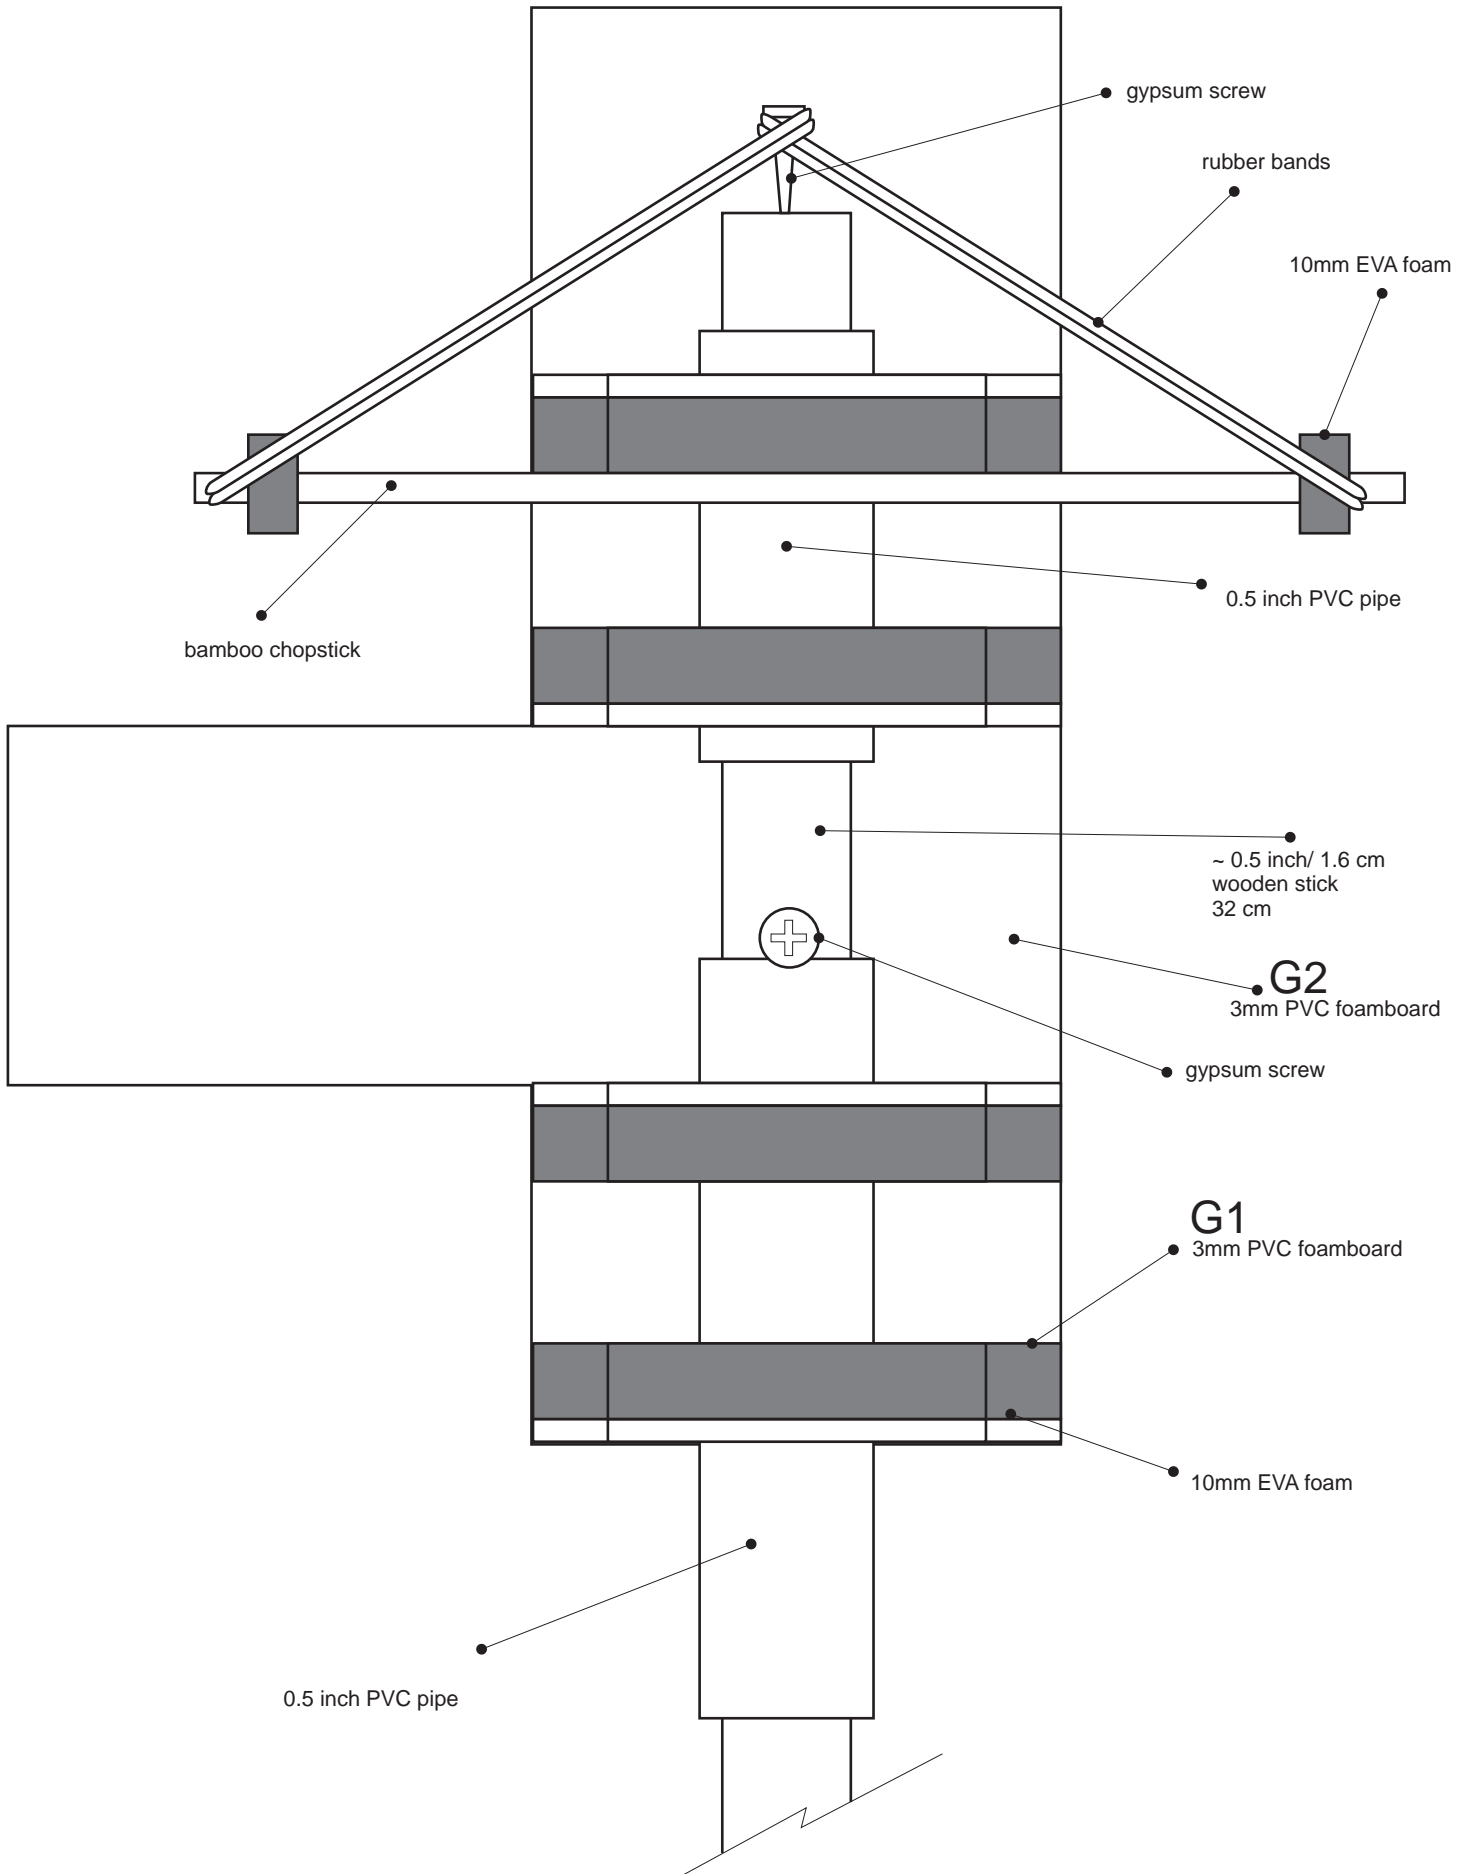 gypsum screw
rubber bands
10mm EVA foam
0.5 inch PVC pipe
bamboo chopstick
~ 0.5 inch/ 1.6 cm
wooden stick
32 cm
G2
3mm PVC foamboard
gypsum screw
G1
3mm PVC foamboard
10mm EVA foam
0.5 inch PVC pipe